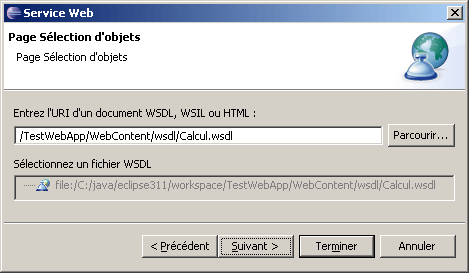 Service Web
Page Sélection d'objets
Page Sélection d'objets
Entrez l'URI d'un document WSDL, WSIL ou HTML :
/TestWebApp/WebContent/wsdl/Calcul.wsdl
Parcourir...
Sélectionnez un fichier WSDL
file:/C:/java/eclipse311/workspace/TestWebApp/WebContent/wsdl/Calcul.wsdl
< Précédent Suivant > Terminer Annuler